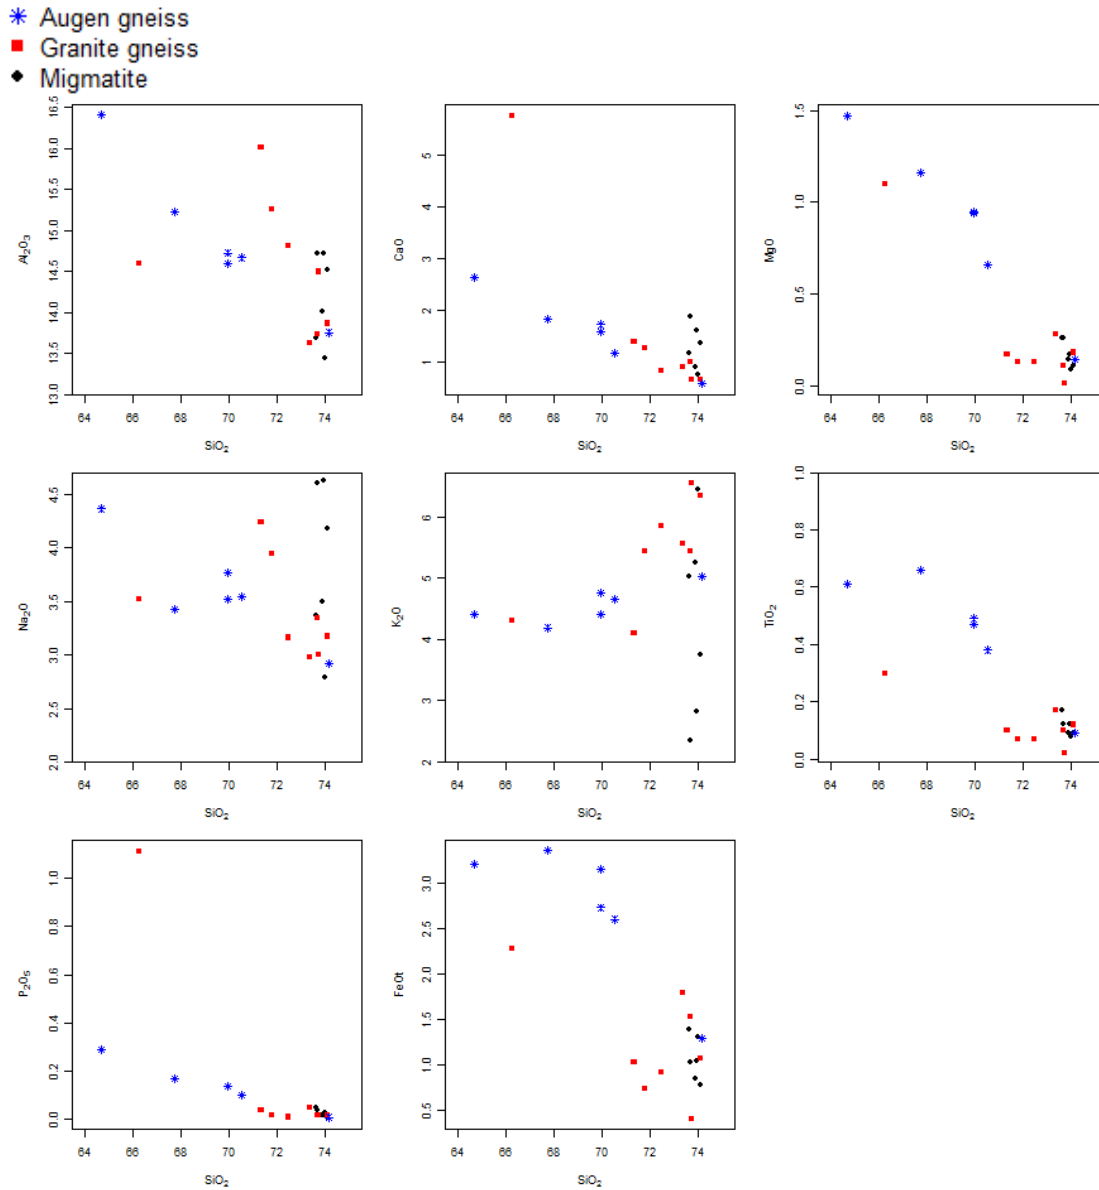 Augen gneiss
Granite gneiss
Migmatite
Al₂O₃
13.0 13.5 14.0 14.5 15.0 15.5 16.0 16.5
64 66 68 70 72 74
SiO₂
CaO
1 2 3 4 5
64 66 68 70 72 74
SiO₂
MgO
0.0 0.5 1.0 1.5
64 66 68 70 72 74
SiO₂
Na₂O
2.0 2.5 3.0 3.5 4.0 4.5
64 66 68 70 72 74
SiO₂
K₂O
2 3 4 5 6
64 66 68 70 72 74
SiO₂
TiO₂
0.0 0.2 0.4 0.6 0.8 1.0
64 66 68 70 72 74
SiO₂
P₂O₅
0.0 0.2 0.4 0.6 0.8 1.0
64 66 68 70 72 74
SiO₂
FeOt
0.5 1.0 1.5 2.0 2.5 3.0
64 66 68 70 72 74
SiO₂